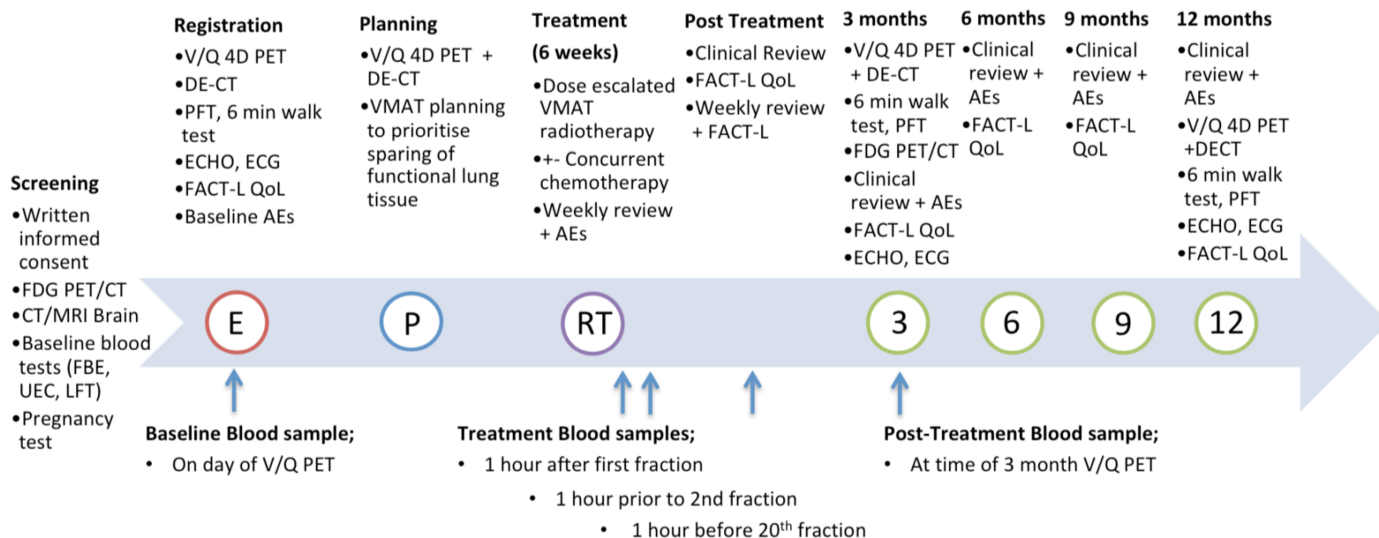 Screening
•Written
informed
consent
•FDG PET/CT
•CT/MRI Brain
•Baseline blood
tests (FBE,
UEC, LFT)
•Pregnancy
test
Registration
•V/Q 4D PET
•DE-CT
•PFT, 6 min walk
test
•ECHO, ECG
•FACT-L QoL
•Baseline AEs
Planning
•V/Q 4D PET +
DE-CT
•VMAT planning
to prioritise
sparing of
functional lung
tissue
Treatment
(6 weeks)
•Dose escalated
VMAT
radiotherapy
•+- Concurrent
chemotherapy
•Weekly review
+ AEs
Post Treatment
•Clinical Review
•FACT-L QoL
•Weekly review
+ FACT-L
3 months
•V/Q 4D PET
+ DE-CT
•6 min walk
test, PFT
•FDG PET/CT
•Clinical
review + AEs
•FACT-L QoL
•ECHO, ECG
6 months
•Clinical
review +
AEs
•FACT-L
QoL
9 months
•Clinical
review +
AEs
•FACT-L
QoL
12 months
•Clinical
review +
AEs
•V/Q 4D PET
+DECT
•6 min walk
test, PFT
•ECHO, ECG
•FACT-L QoL
E
P
RT
3
6
9
12
Baseline Blood sample;
• On day of V/Q PET
Treatment Blood samples;
• 1 hour after first fraction
• 1 hour prior to 2nd fraction
• 1 hour before 20th fraction
Post-Treatment Blood sample;
• At time of 3 month V/Q PET